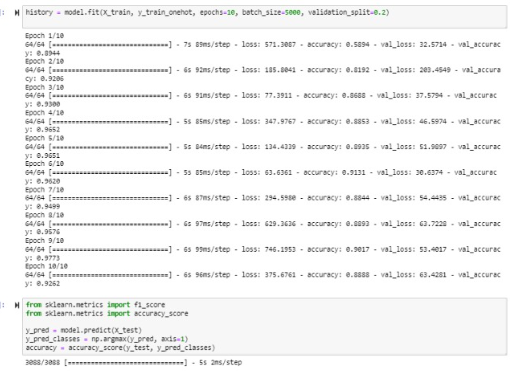 history = model.fit(X_train, y_train_onehot, epochs=10, batch_size=5000, validation_split=0.2)
Epoch 1/10
64/64 [==============================] - 7s 89ms/step - loss: 571.3087 - accuracy: 0.5894 - val_loss: 32.5714 - val_accurac
y: 0.8944
Epoch 2/10
64/64 [==============================] - 6s 92ms/step - loss: 185.8041 - accuracy: 0.8192 - val_loss: 203.4949 - val_accura
cy: 0.9206
Epoch 3/10
64/64 [==============================] - 6s 91ms/step - loss: 77.3911 - accuracy: 0.8688 - val_loss: 37.5794 - val_accurac
y: 0.9300
Epoch 4/10
64/64 [==============================] - 5s 85ms/step - loss: 347.9767 - accuracy: 0.8853 - val_loss: 46.5974 - val_accurac
y: 0.9652
Epoch 5/10
64/64 [==============================] - 5s 84ms/step - loss: 134.4339 - accuracy: 0.8935 - val_loss: 51.9897 - val_accurac
y: 0.9651
Epoch 6/10
64/64 [==============================] - 5s 85ms/step - loss: 63.6361 - accuracy: 0.9131 - val_loss: 30.6374 - val_accurac
y: 0.9620
Epoch 7/10
64/64 [==============================] - 6s 87ms/step - loss: 294.5980 - accuracy: 0.8844 - val_loss: 54.4435 - val_accurac
y: 0.9499
Epoch 8/10
64/64 [==============================] - 6s 97ms/step - loss: 629.3636 - accuracy: 0.8893 - val_loss: 63.7228 - val_accurac
y: 0.9576
Epoch 9/10
64/64 [==============================] - 6s 99ms/step - loss: 746.1953 - accuracy: 0.9017 - val_loss: 53.4017 - val_accurac
y: 0.9773
Epoch 10/10
64/64 [==============================] - 6s 96ms/step - loss: 375.6761 - accuracy: 0.8888 - val_loss: 63.4281 - val_accurac
y: 0.9262
from sklearn.metrics import f1_score
from sklearn.metrics import accuracy_score
y_pred = model.predict(X_test)
y_pred_classes = np.argmax(y_pred, axis=1)
accuracy = accuracy_score(y_test, y_pred_classes)
3088/3088 [==============================] - 5s 2ms/step